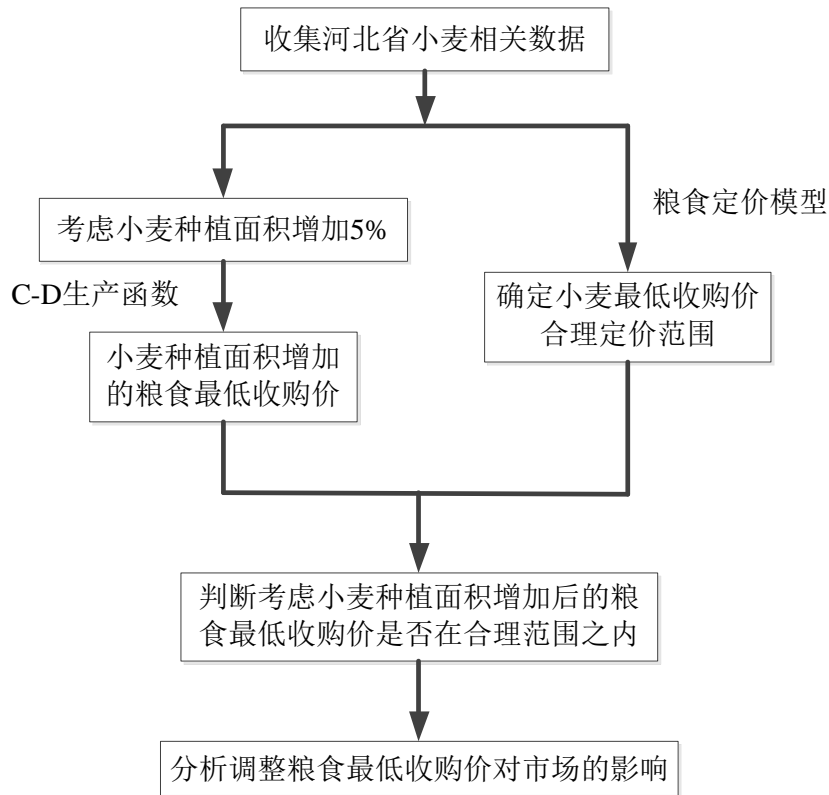 收集河北省小麦相关数据
考虑小麦种植面积增加5%
粮食定价模型
C-D生产函数
确定小麦最低收购价
合理定价范围
小麦种植面积增加
的粮食最低收购价
判断考虑小麦种植面积增加后的粮
食最低收购价是否在合理范围之内
分析调整粮食最低收购价对市场的影响